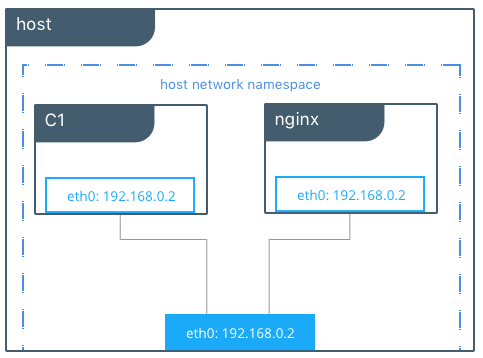 host
host network namespace
C1
nginx
eth0: 192.168.0.2
eth0: 192.168.0.2
eth0: 192.168.0.2